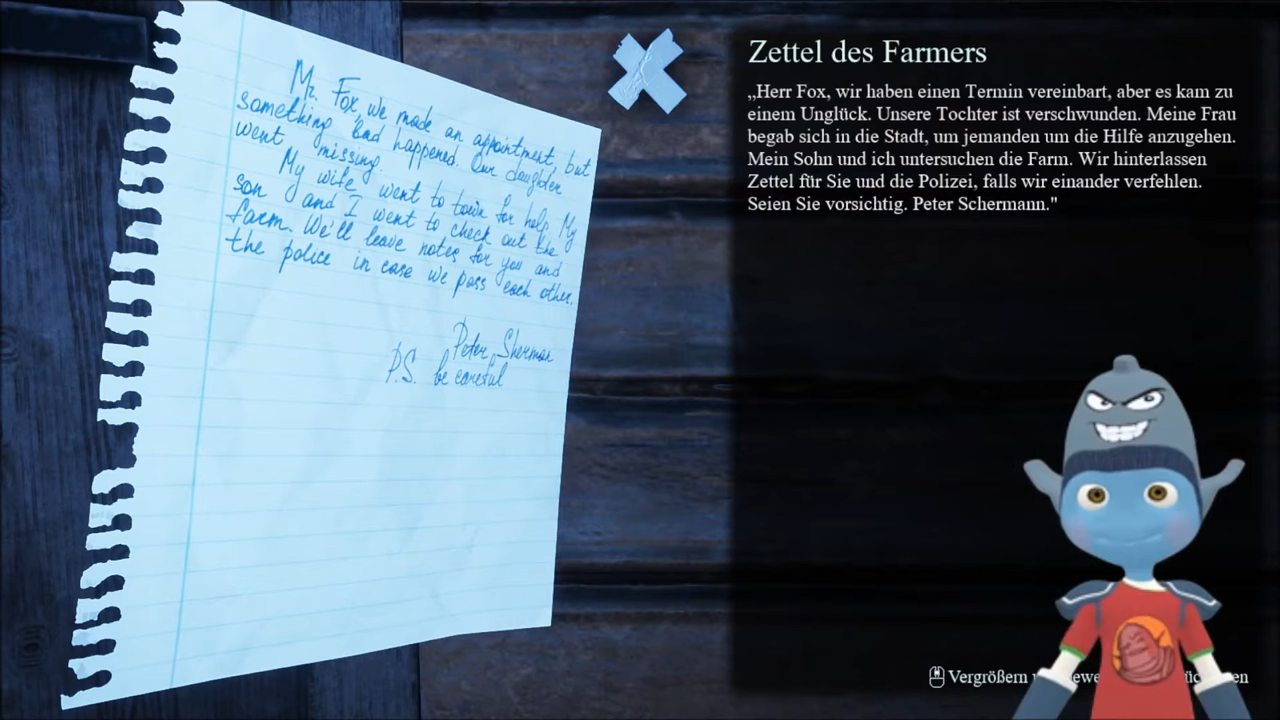 Mr. Fox, we made an appointment, but
something bad happened. Our daughter
went missing.
My wife went to town for help. My
son and I went to check out the
farm. We'll leave notes for you and
the police in case we pass each other.
Peter Sherman
P.S. be careful
Zettel des Farmers
„Herr Fox, wir haben einen Termin vereinbart, aber es kam zu
einem Unglück. Unsere Tochter ist verschwunden. Meine Frau
begab sich in die Stadt, um jemanden um die Hilfe anzugehen.
Mein Sohn und ich untersuchen die Farm. Wir hinterlassen
Zettel für Sie und die Polizei, falls wir einander verfehlen.
Seien Sie vorsichtig. Peter Schermann."
Vergrößern